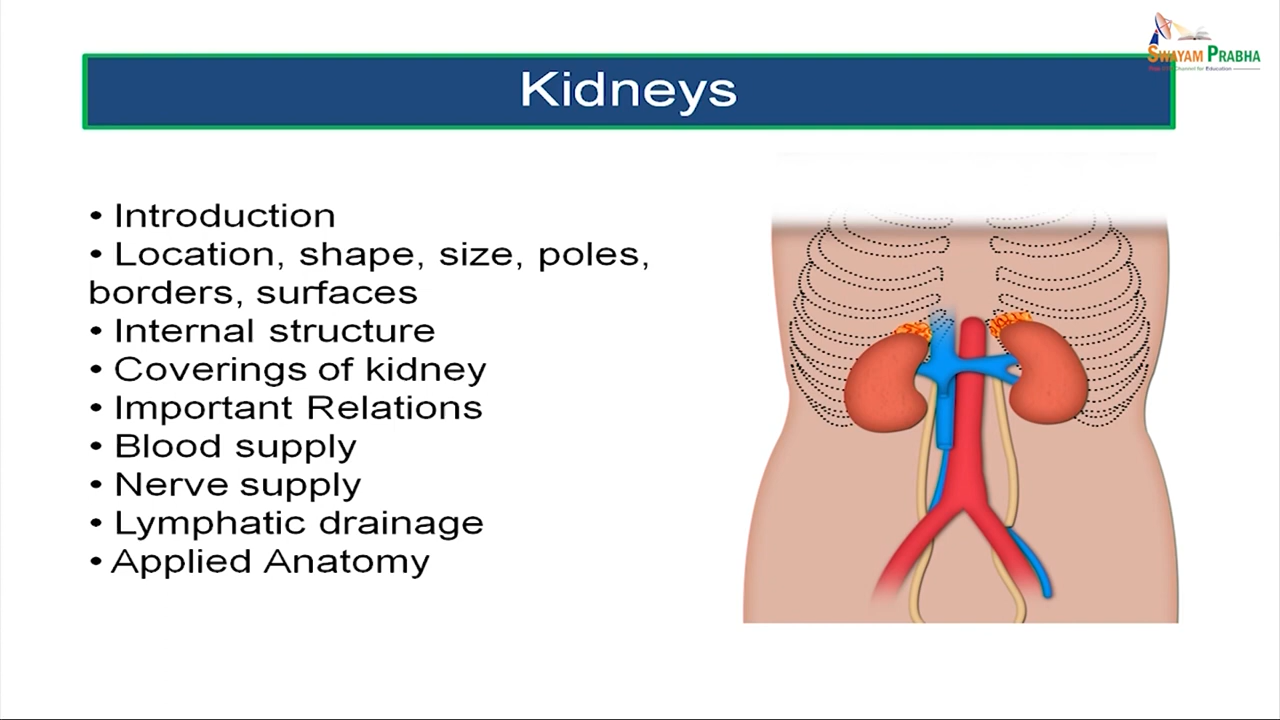 SWAYAM PRABHA
Kidneys
• Introduction
• Location, shape, size, poles,
borders, surfaces
• Internal structure
• Coverings of kidney
• Important Relations
• Blood supply
• Nerve supply
• Lymphatic drainage
• Applied Anatomy